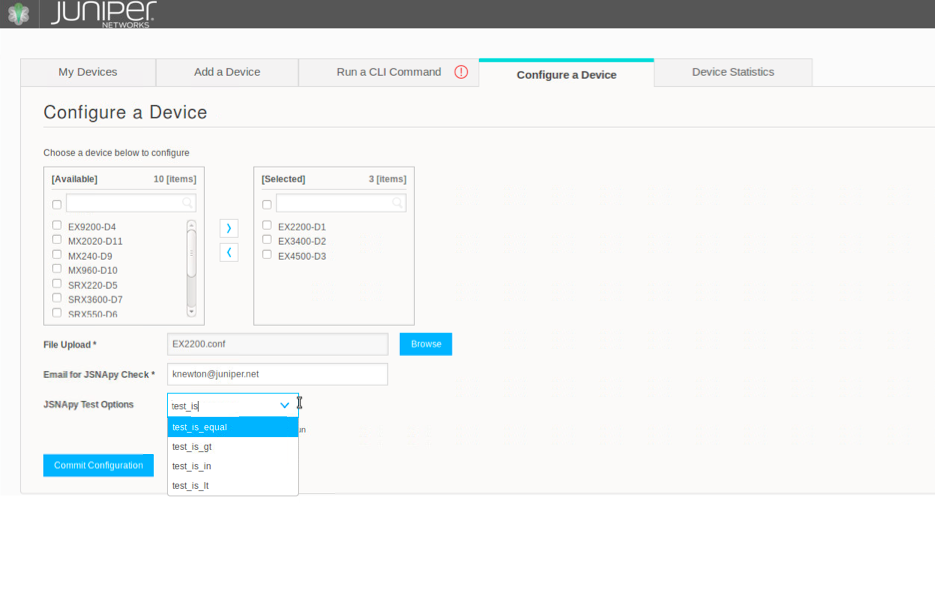 JUNIPER
NETWORKS
My Devices
Add a Device
Run a CLI Command
Configure a Device
Device Statistics
Configure a Device
Choose a device below to configure
[Available] 10 [items]
EX9200-D4
MX2020-D11
MX240-D9
MX960-D10
SRX220-D5
SRX3600-D7
SRX550-D6
[Selected] 3 [items]
EX2200-D1
EX3400-D2
EX4500-D3
File Upload * EX2200.conf Browse
Email for JSNApy Check * knewton@juniper.net
JSNApy Test Options test_is
test_is_equal
test_is_gt
test_is_in
test_is_lt
Commit Configuration